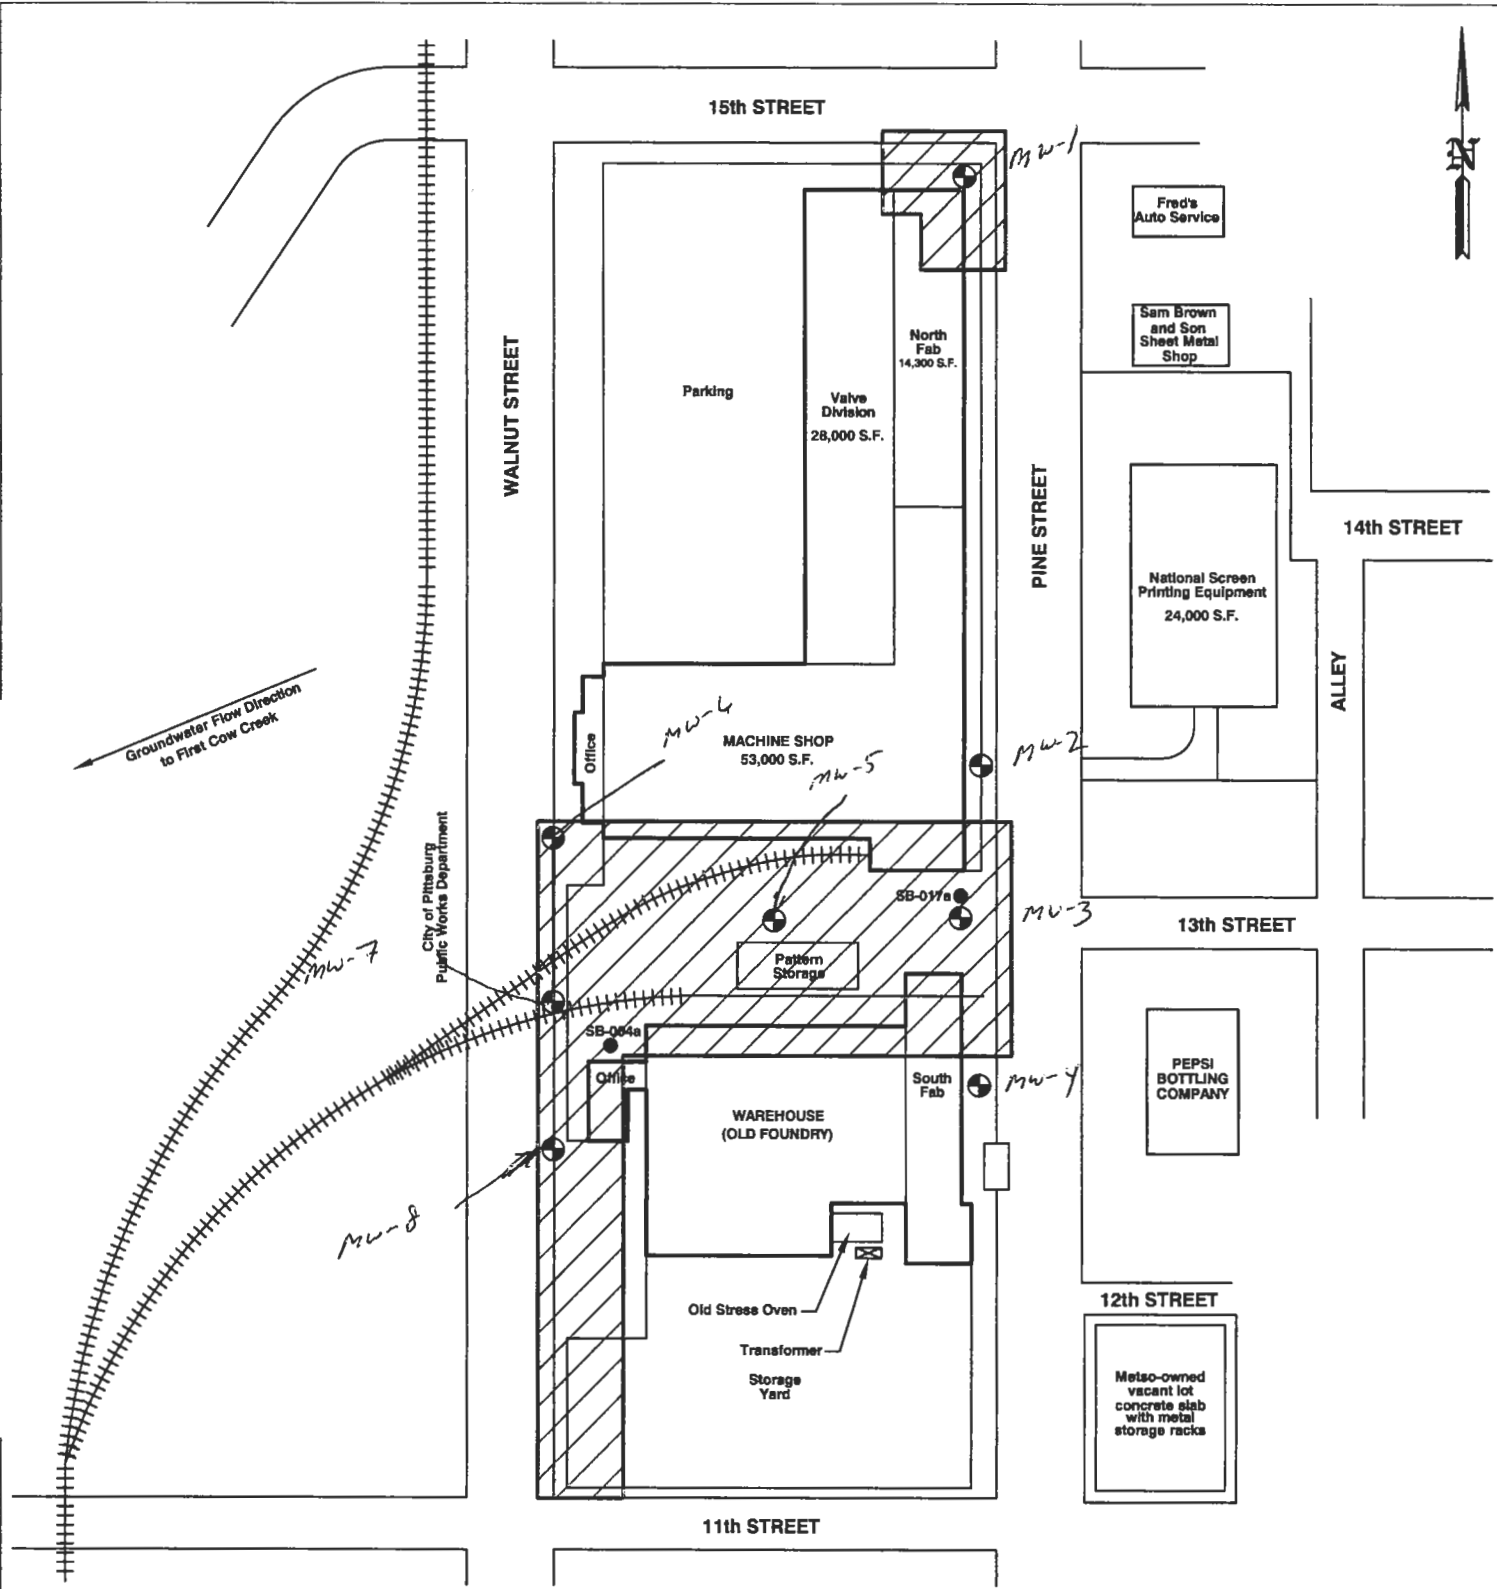 15th STREET
MW-1
N
Fred's
Auto Service
Sam Brown
and Son
Sheet Metal
Shop
North
Fab
14,300 S.F.
WALNUT STREET
Parking
Valve
Division
28,000 S.F.
PINE STREET
14th STREET
National Screen
Printing Equipment
24,000 S.F.
ALLEY
Groundwater Flow Direction
to First Cow Creek
Office
MW-4
MACHINE SHOP
53,000 S.F.
MW-5
MW-2
City of Pittsburg
Public Works Department
SB-017a
MW-3
13th STREET
MW-7
Pattern
Storage
SB-054a
Office
South
Fab
MW-4
PEPSI
BOTTLING
COMPANY
WAREHOUSE
(OLD FOUNDRY)
MW-8
Old Stress Oven
12th STREET
Transformer
Storage
Yard
Metso-owned
vacant lot
concrete slab
with metal
storage racks
11th STREET